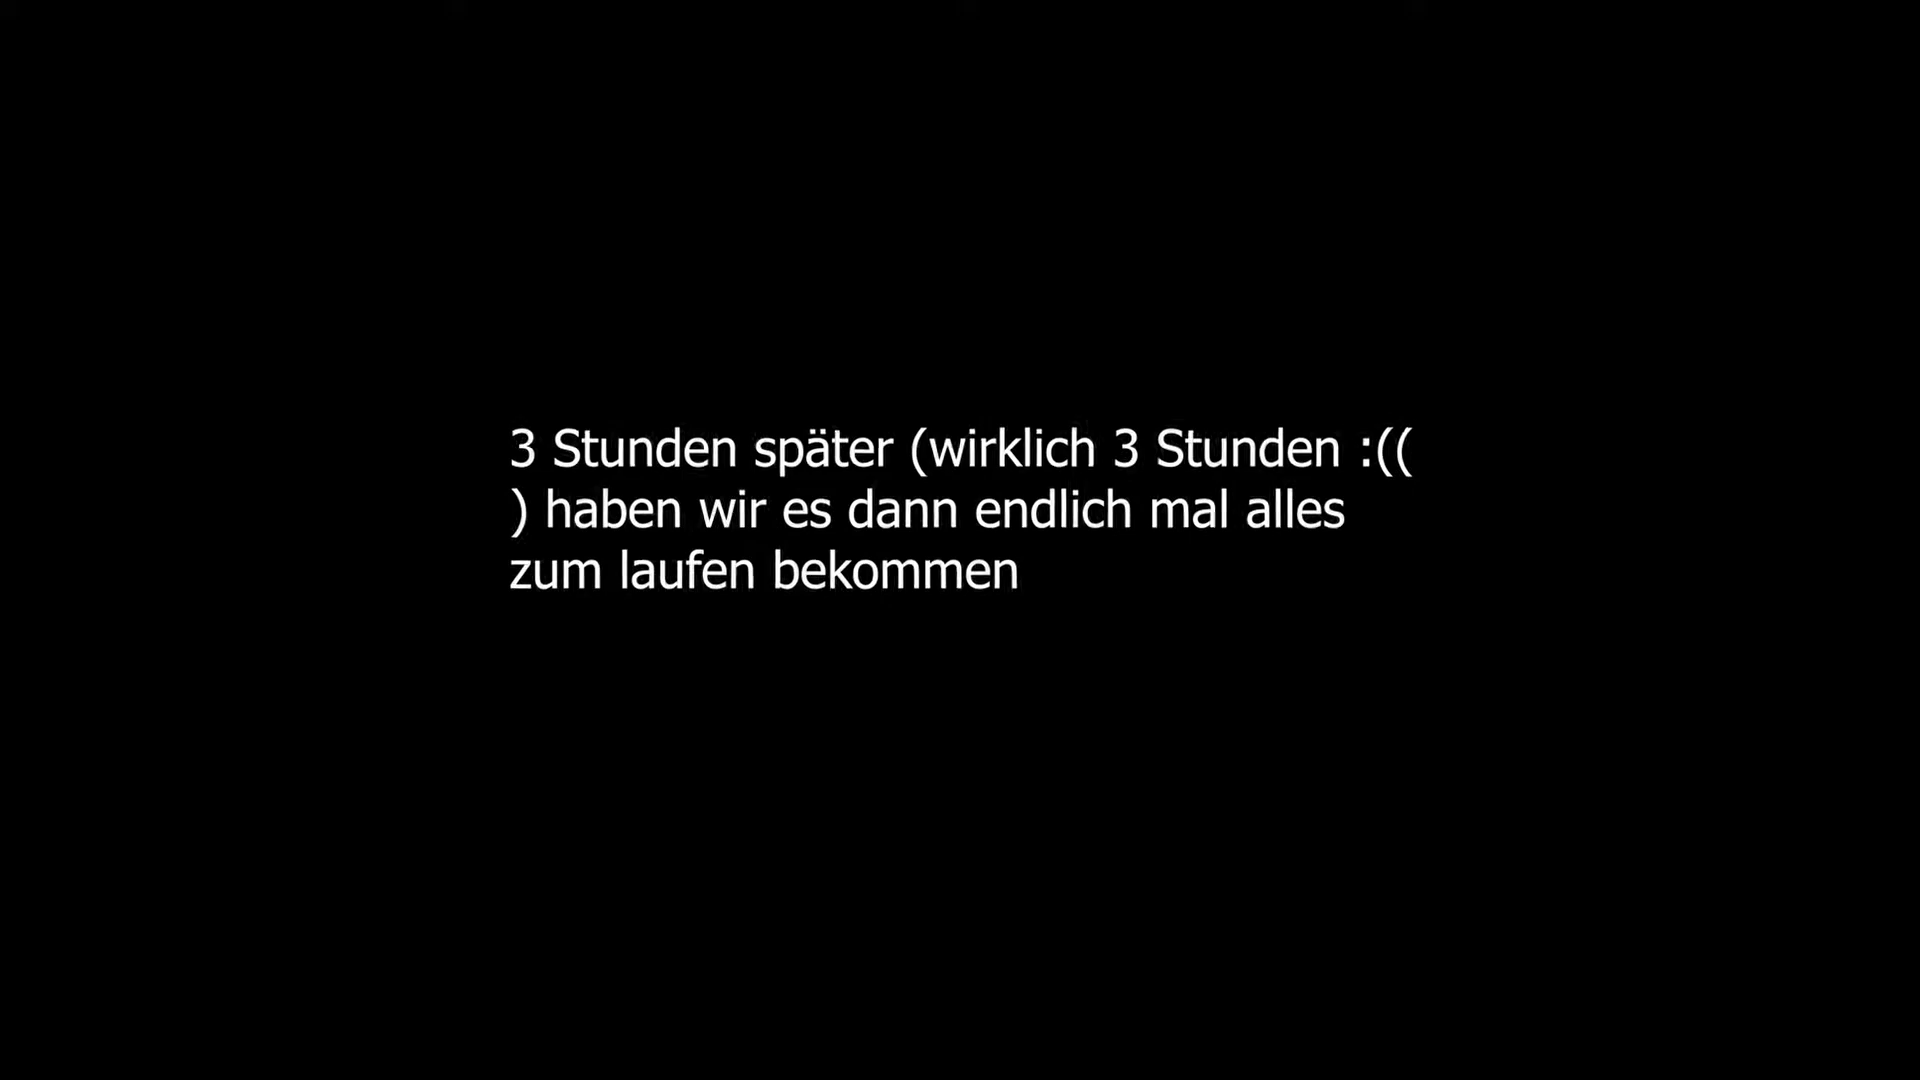 3 Stunden später (wirklich 3 Stunden :((
) haben wir es dann endlich mal alles
zum laufen bekommen